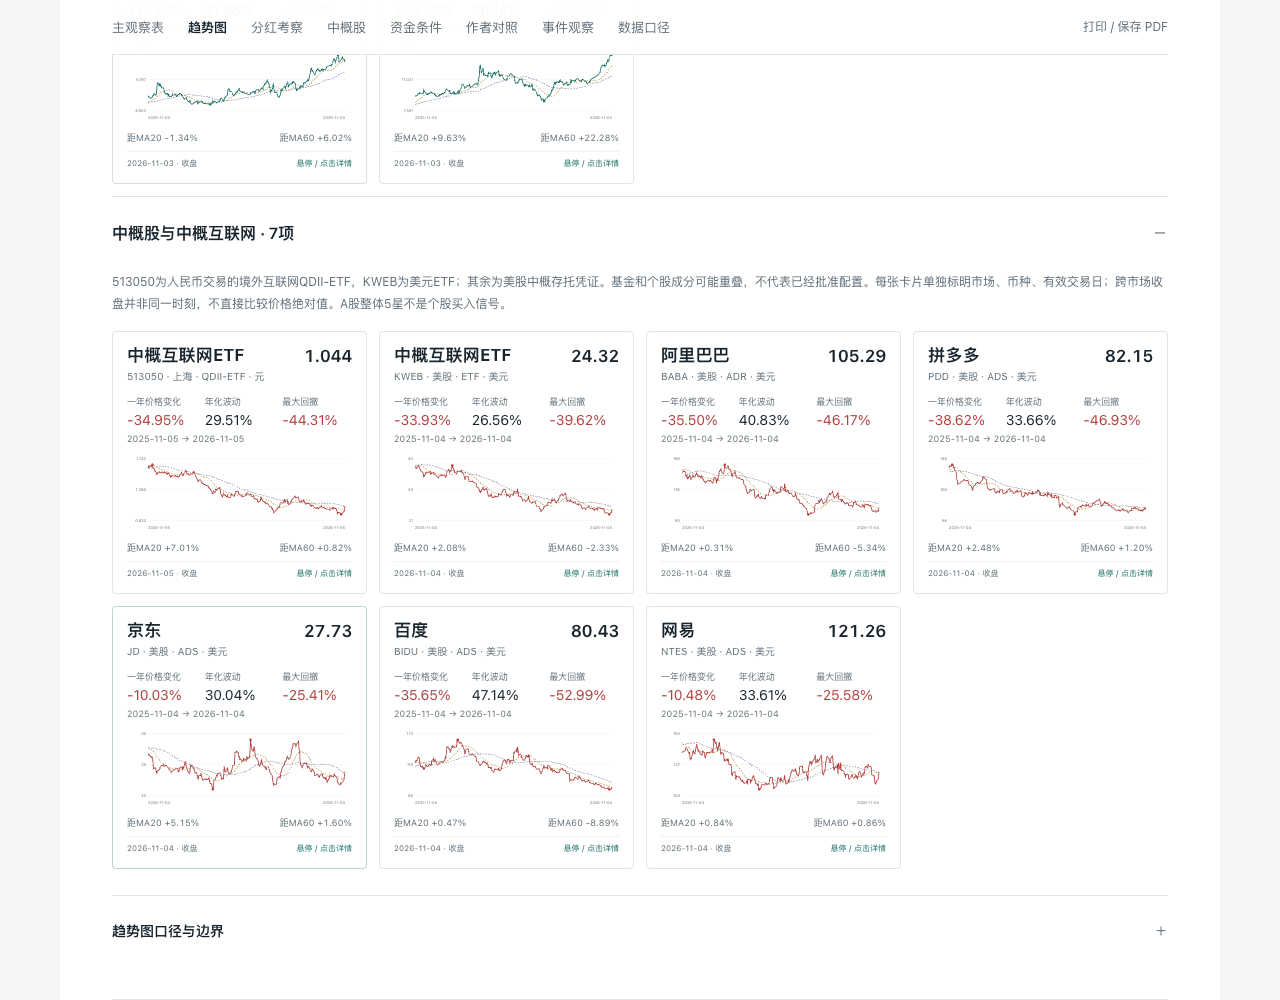 主观察表 趋势图 分红考察 中概股 资金条件 作者对照 事件观察 数据口径 打印 / 保存 PDF
距MA20 -1.34% 距MA60 +6.02%
2026-11-03 · 收盘 悬停 / 点击详情
距MA20 +9.63% 距MA60 +22.28%
2026-11-03 · 收盘 悬停 / 点击详情
中概股与中概互联网 · 7项
513050为人民币交易的境外互联网QDII-ETF，KWEB为美元ETF；其余为美股中概存托凭证。基金和个股成分可能重叠，不代表已经批准配置。每张卡片单独标明市场、币种、有效交易日；跨市场收
盘并非同一时刻，不直接比较价格绝对值。A股整体5星不是个股买入信号。
中概互联网ETF 1.044
513050 · 上海 · QDII-ETF · 元
一年价格变化 年化波动 最大回撤
-34.95% 29.51% -44.31%
2025-11-05 → 2026-11-05
距MA20 +7.01% 距MA60 +0.82%
2026-11-05 · 收盘 悬停 / 点击详情
中概互联网ETF 24.32
KWEB · 美股 · ETF · 美元
一年价格变化 年化波动 最大回撤
-33.93% 26.56% -39.62%
2025-11-04 → 2026-11-04
距MA20 +2.08% 距MA60 -2.33%
2026-11-04 · 收盘 悬停 / 点击详情
阿里巴巴 105.29
BABA · 美股 · ADR · 美元
一年价格变化 年化波动 最大回撤
-35.50% 40.83% -46.17%
2025-11-04 → 2026-11-04
距MA20 +0.31% 距MA60 -5.34%
2026-11-04 · 收盘 悬停 / 点击详情
拼多多 82.15
PDD · 美股 · ADS · 美元
一年价格变化 年化波动 最大回撤
-38.62% 33.66% -46.93%
2025-11-04 → 2026-11-04
距MA20 +2.48% 距MA60 +1.20%
2026-11-04 · 收盘 悬停 / 点击详情
京东 27.73
JD · 美股 · ADS · 美元
一年价格变化 年化波动 最大回撤
-10.03% 30.04% -25.41%
2025-11-04 → 2026-11-04
距MA20 +5.15% 距MA60 +1.60%
2026-11-04 · 收盘 悬停 / 点击详情
百度 80.43
BIDU · 美股 · ADS · 美元
一年价格变化 年化波动 最大回撤
-35.65% 47.14% -52.99%
2025-11-04 → 2026-11-04
距MA20 +0.47% 距MA60 -8.89%
2026-11-04 · 收盘 悬停 / 点击详情
网易 121.26
NTES · 美股 · ADS · 美元
一年价格变化 年化波动 最大回撤
-10.48% 33.61% -25.58%
2025-11-04 → 2026-11-04
距MA20 +0.84% 距MA60 +0.86%
2026-11-04 · 收盘 悬停 / 点击详情
趋势图口径与边界